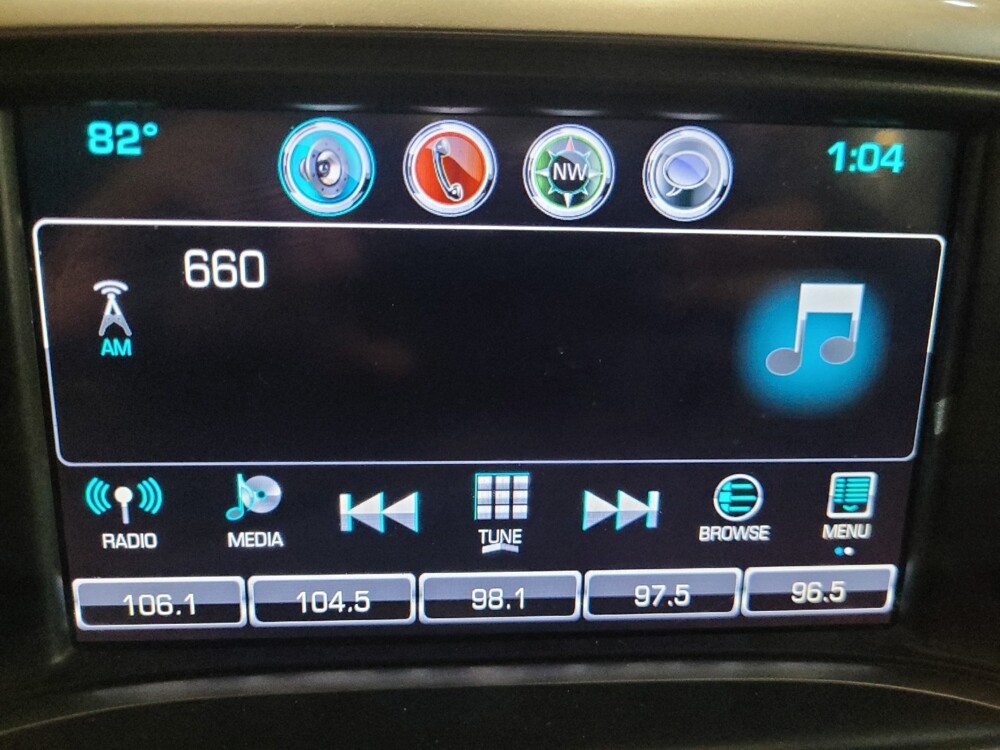 82°
NW
1:04
660
AM
RADIO
MEDIA
TUNE
BROWSE
MENU
106.1
104.5
98.1
97.5
96.5